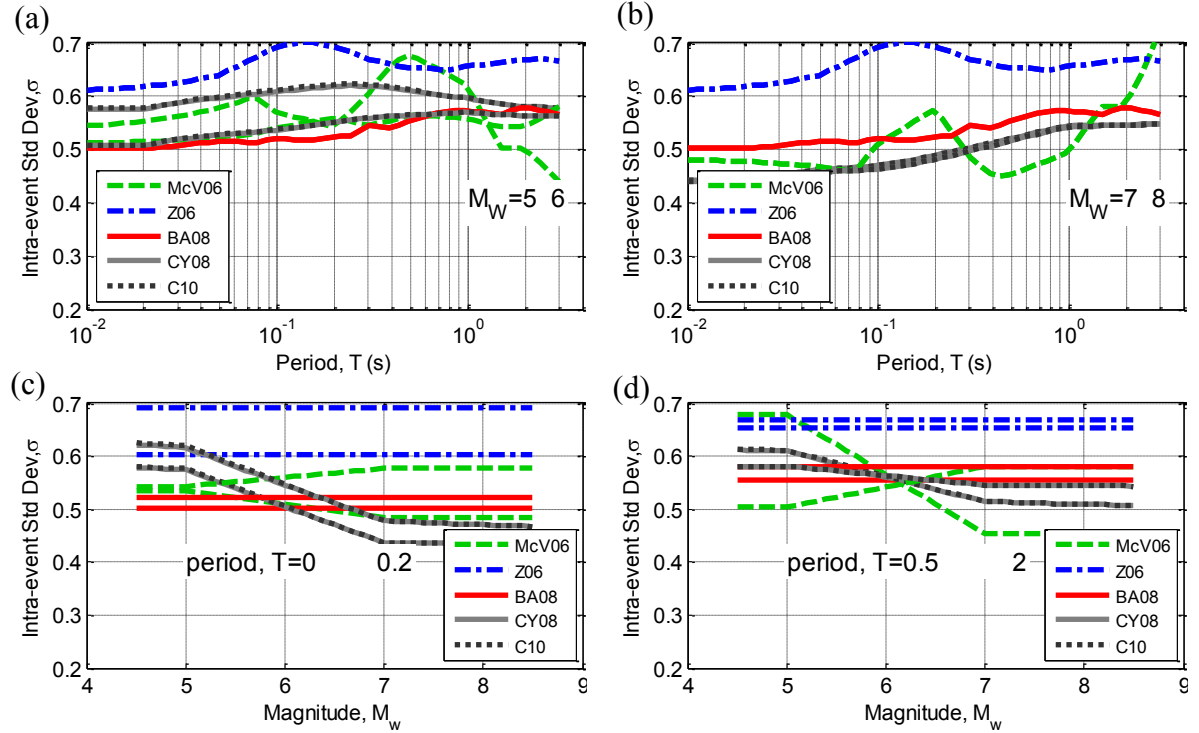 (a)
Intra-event Std Dev,σ
0.7
0.6
0.5
0.4
0.3
0.2
McV06
Z06
BA08
CY08
C10
M_W=5 6
10^-2 10^-1 10^0
Period, T (s)
(b)
Intra-event Std Dev,σ
0.7
0.6
0.5
0.4
0.3
0.2
McV06
Z06
BA08
CY08
C10
M_W=7 8
10^-2 10^-1 10^0
Period, T (s)
(c)
Intra-event Std Dev,σ
0.7
0.6
0.5
0.4
0.3
0.2
period, T=0 0.2
McV06
Z06
BA08
CY08
C10
4 5 6 7 8 9
Magnitude, M_w
(d)
Intra-event Std Dev,σ
0.7
0.6
0.5
0.4
0.3
0.2
period, T=0.5 2
McV06
Z06
BA08
CY08
C10
4 5 6 7 8 9
Magnitude, M_w